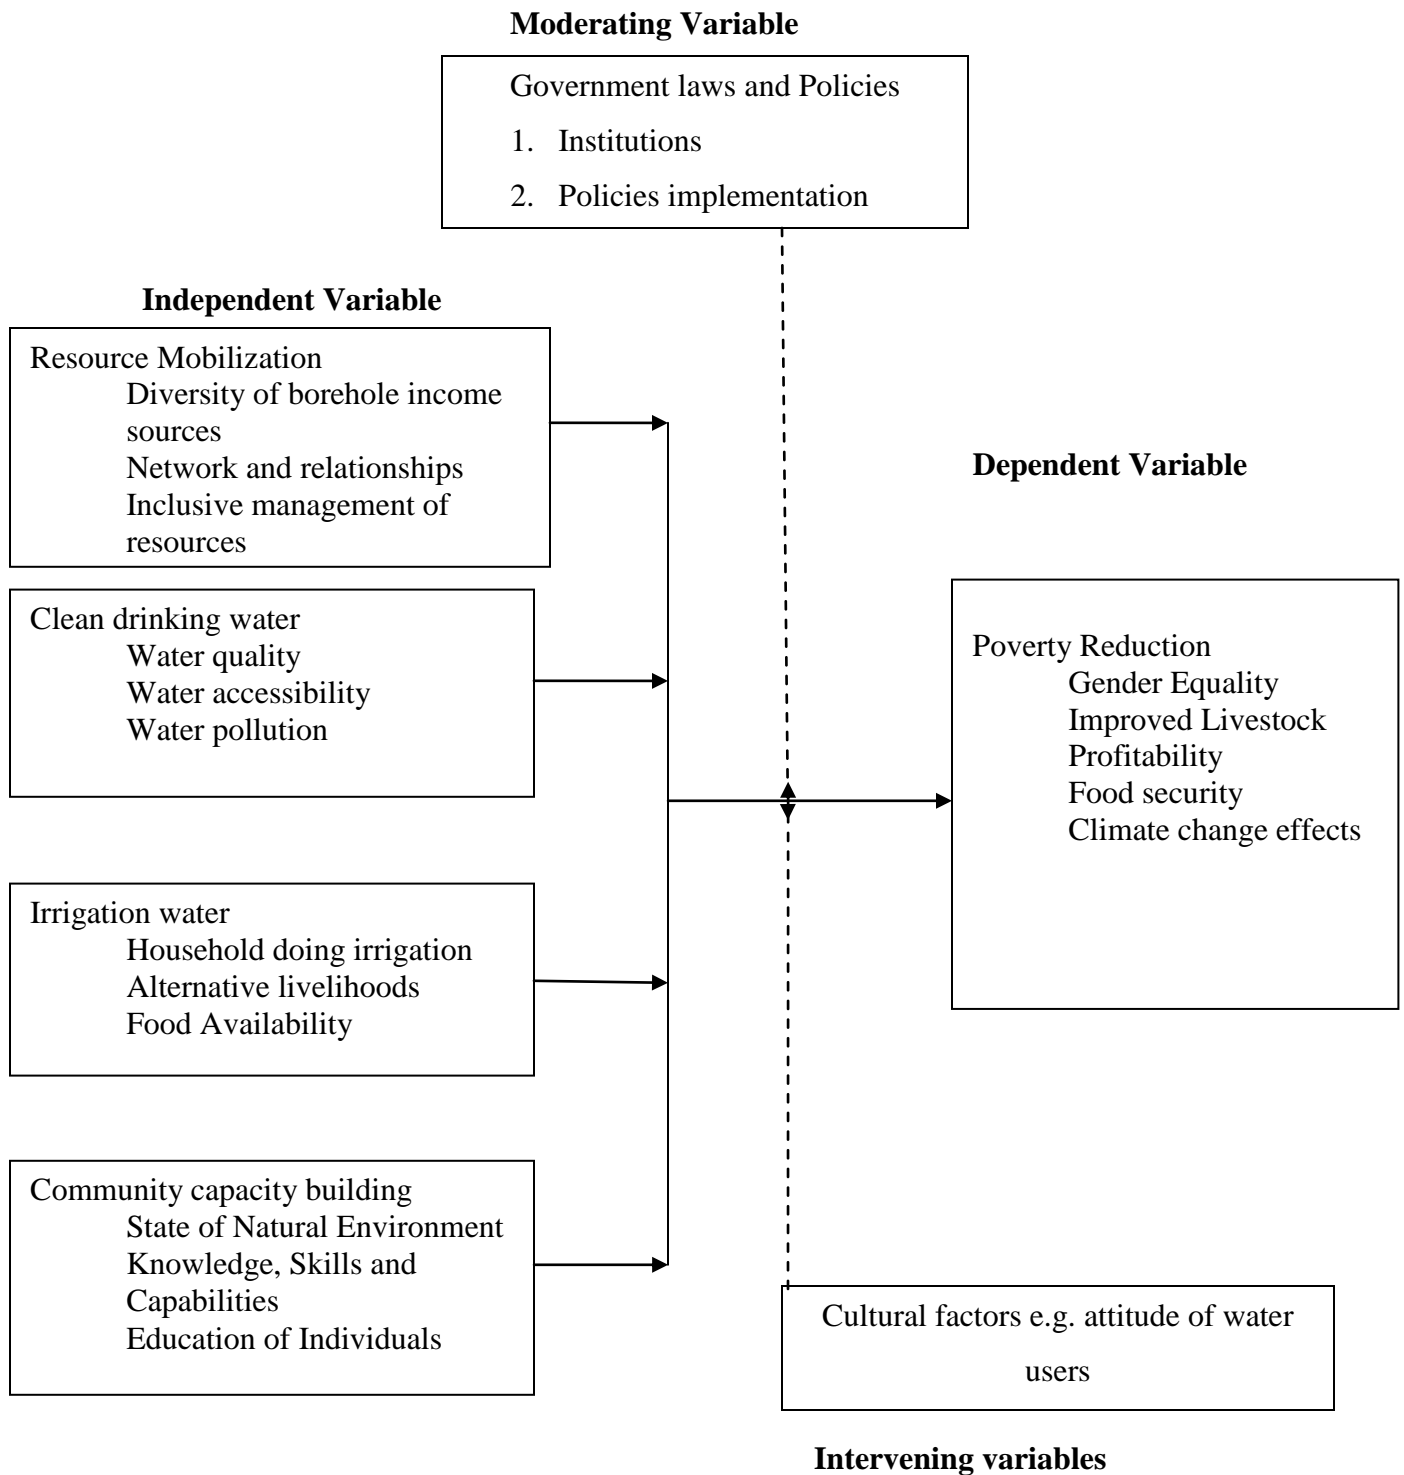 Moderating Variable
Government laws and Policies
1. Institutions
2. Policies implementation
Independent Variable
Resource Mobilization
Diversity of borehole income
sources
Network and relationships
Inclusive management of
resources
Clean drinking water
Water quality
Water accessibility
Water pollution
Irrigation water
Household doing irrigation
Alternative livelihoods
Food Availability
Community capacity building
State of Natural Environment
Knowledge, Skills and
Capabilities
Education of Individuals
Dependent Variable
Poverty Reduction
Gender Equality
Improved Livestock
Profitability
Food security
Climate change effects
Cultural factors e.g. attitude of water
users
Intervening variables